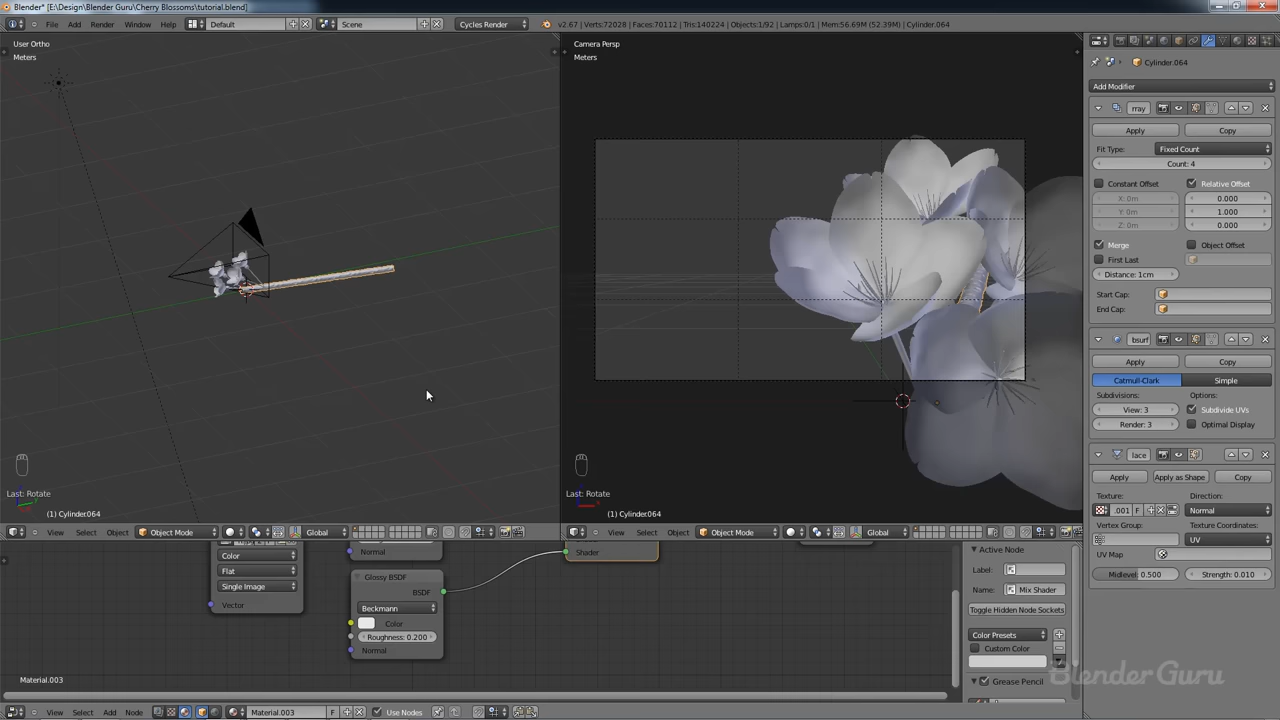 Blender* [E:\Design\Blender Guru\Cherry Blossoms\tutorial.blend]
File Add Render Window Help Default Scene Cycles Render v2.67 | Verts:72028 | Faces:70112 | Tris:140224 | Objects:1/92 | Lamps:0/1 | Mem:56.69M (52.39M) | Cylinder.064
User Ortho
Meters
Last: Rotate
(1) Cylinder.064
View Select Object Object Mode Global
Camera Persp
Meters
Last: Rotate
(1) Cylinder.064
View Select Object Object Mode Global
Cylinder.064
Add Modifier
rray
Apply Copy
Fit Type: Fixed Count
Count: 4
Constant Offset Relative Offset
X: 0m 0.000
Y: 0m 1.000
Z: 0m 0.000
Merge Object Offset
First Last
Distance: 1cm
Start Cap:
End Cap:
bsurf
Apply Copy
Catmull-Clark Simple
Subdivisions: Options:
View: 3 Subdivide UVs
Render: 3 Optimal Display
lace
Apply Apply as Shape Copy
Texture: Direction:
.001 F Normal
Vertex Group: Texture Coordinates:
UV
UV Map
Midlevel: 0.500 Strength: 0.010
Color
Flat
Single Image
Vector
Normal
Glossy BSDF
BSDF
Beckmann
Color
Roughness: 0.200
Normal
Shader
Material.003
Active Node
Label:
Name: Mix Shader
Toggle Hidden Node Sockets
Color Presets
Custom Color
Grease Pencil
BlenderGuru
View Select Add Node Material.003 F Use Nodes